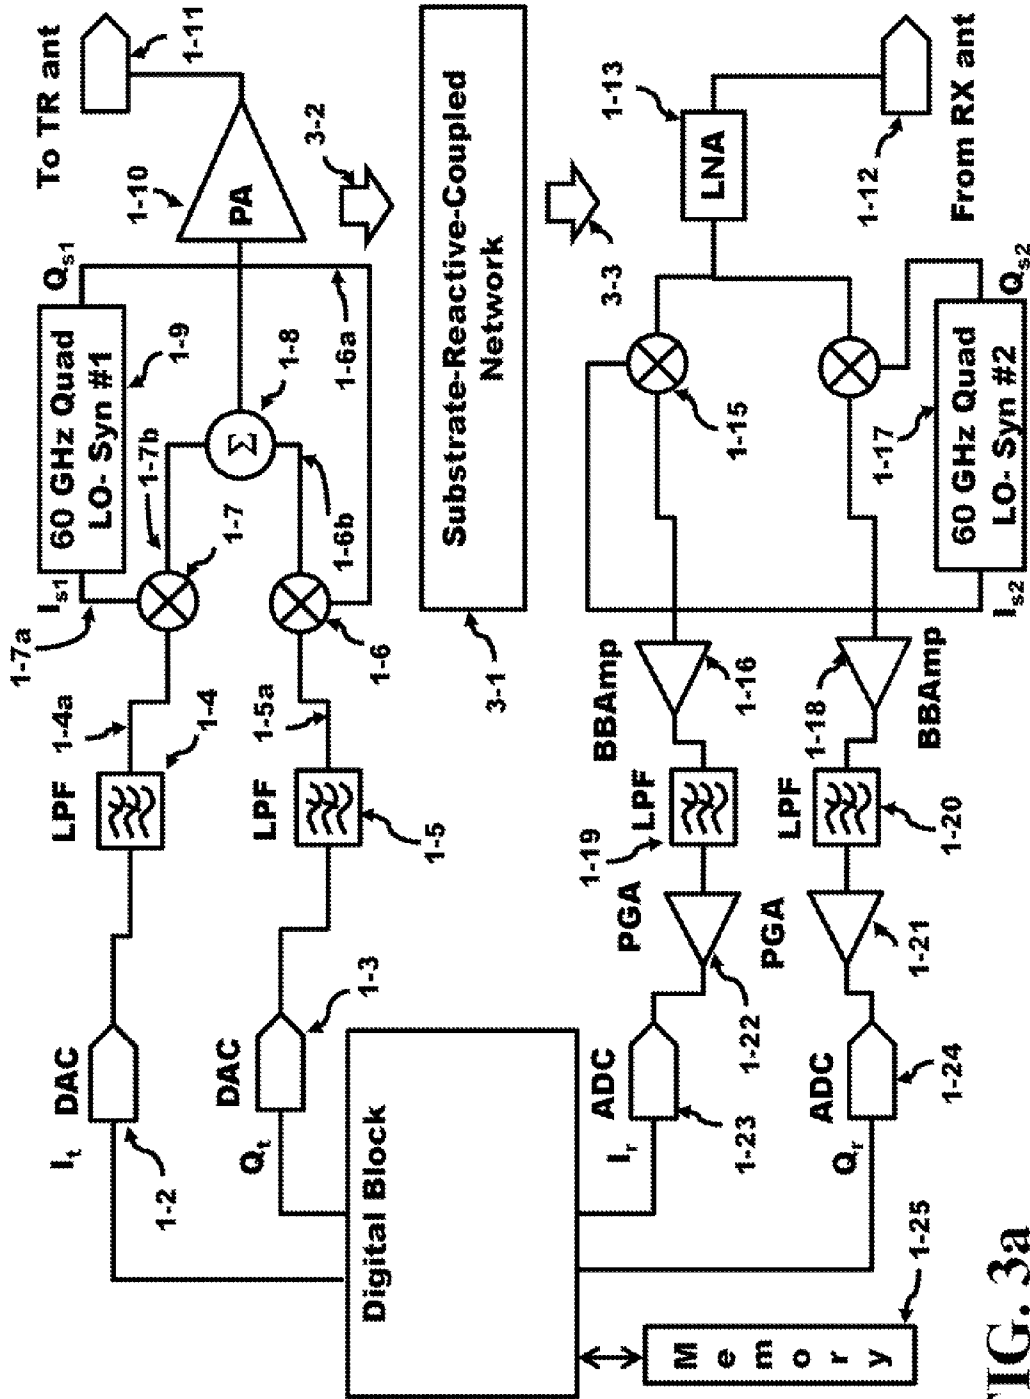 To TR ant
1-11
1-10
PA
3-2
Q_s1
60 GHz Quad
LO- Syn #1
1-9
1-8
1-6a
Σ
1-7b
1-7
1-6b
I_s1
1-7a
1-6
1-4a
1-4
LPF
1-5a
LPF
1-5
DAC
I_t
1-2
DAC
Q_t
1-3
Substrate-Reactive-Coupled
Network
3-1
3-3
1-13
LNA
1-12
From RX ant
1-15
1-17
60 GHz Quad
LO- Syn #2
Q_s2
I_s2
BBAmp
1-16
1-18
BBAmp
LPF
1-19
LPF
1-20
PGA
1-22
PGA
1-21
ADC
I_r
1-23
ADC
Q_r
1-24
Digital Block
Memory
1-25
FIG. 3a